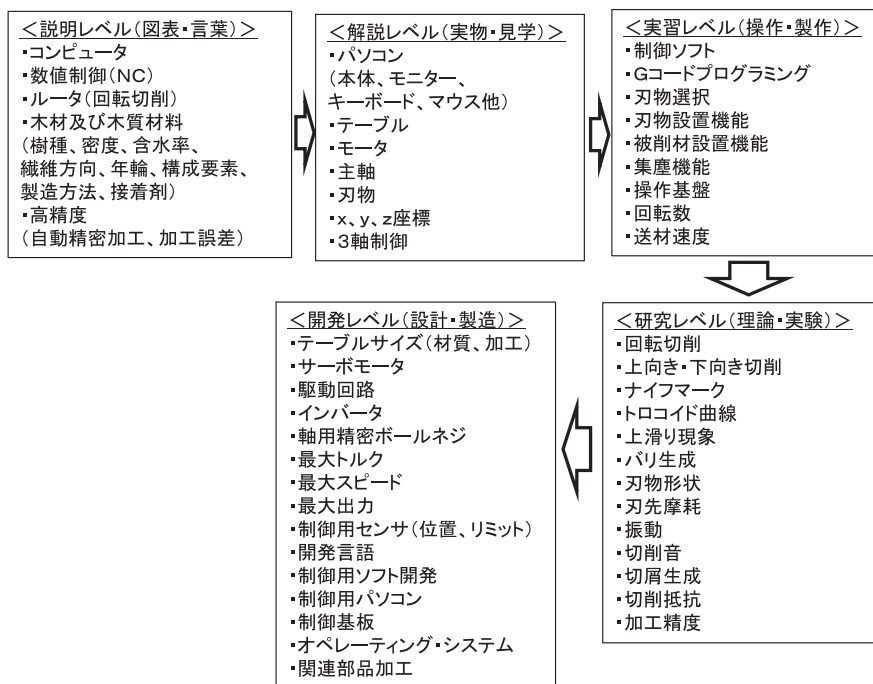 ＜説明レベル（図表・言葉）＞
・コンピュータ
・数値制御（NC）
・ルータ（回転切削）
・木材及び木質材料
（樹種、密度、含水率、
繊維方向、年輪、構成要素、
製造方法、接着剤）
・高精度
（自動精密加工、加工誤差）
＜解説レベル（実物・見学）＞
・パソコン
（本体、モニター、
キーボード、マウス他）
・テーブル
・モータ
・主軸
・刃物
・x、y、z座標
・３軸制御
＜実習レベル（操作・製作）＞
・制御ソフト
・Gコードプログラミング
・刃物選択
・刃物設置機能
・被削材設置機能
・集塵機能
・操作基盤
・回転数
・送材速度
＜研究レベル（理論・実験）＞
・回転切削
・上向き・下向き切削
・ナイフマーク
・トロコイド曲線
・上滑り現象
・バリ生成
・刃物形状
・刃先摩耗
・振動
・切削音
・切屑生成
・切削抵抗
・加工精度
＜開発レベル（設計・製造）＞
・テーブルサイズ（材質、加工）
・サーボモータ
・駆動回路
・インバータ
・軸用精密ボールネジ
・最大トルク
・最大スピード
・最大出力
・制御用センサ（位置、リミット）
・開発言語
・制御用ソフト開発
・制御用パソコン
・制御基板
・オペレーティング・システム
・関連部品加工